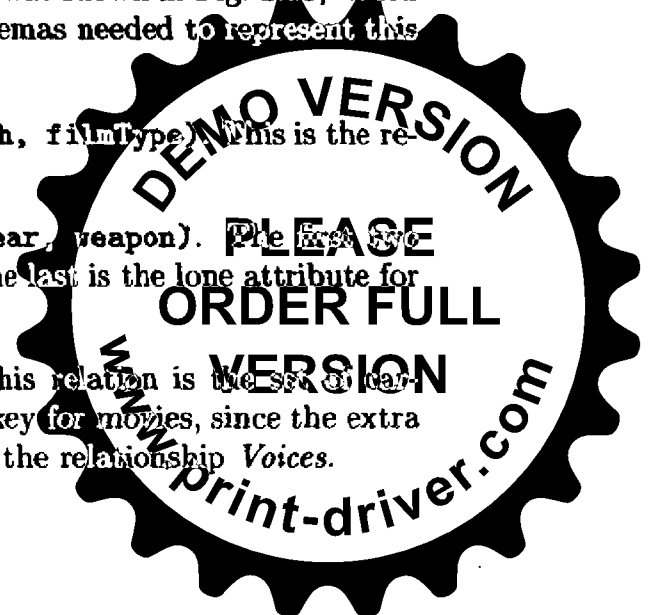 emas needed to represent this
h, filmType). This is the re-
ear, weapon). The first two
e last is the lone attribute for
his relation is the set of car-
key for movies, since the extra
the relationship Voices.
DEMO VERSION
PLEASE
ORDER FULL
VERSION
www.print-driver.com